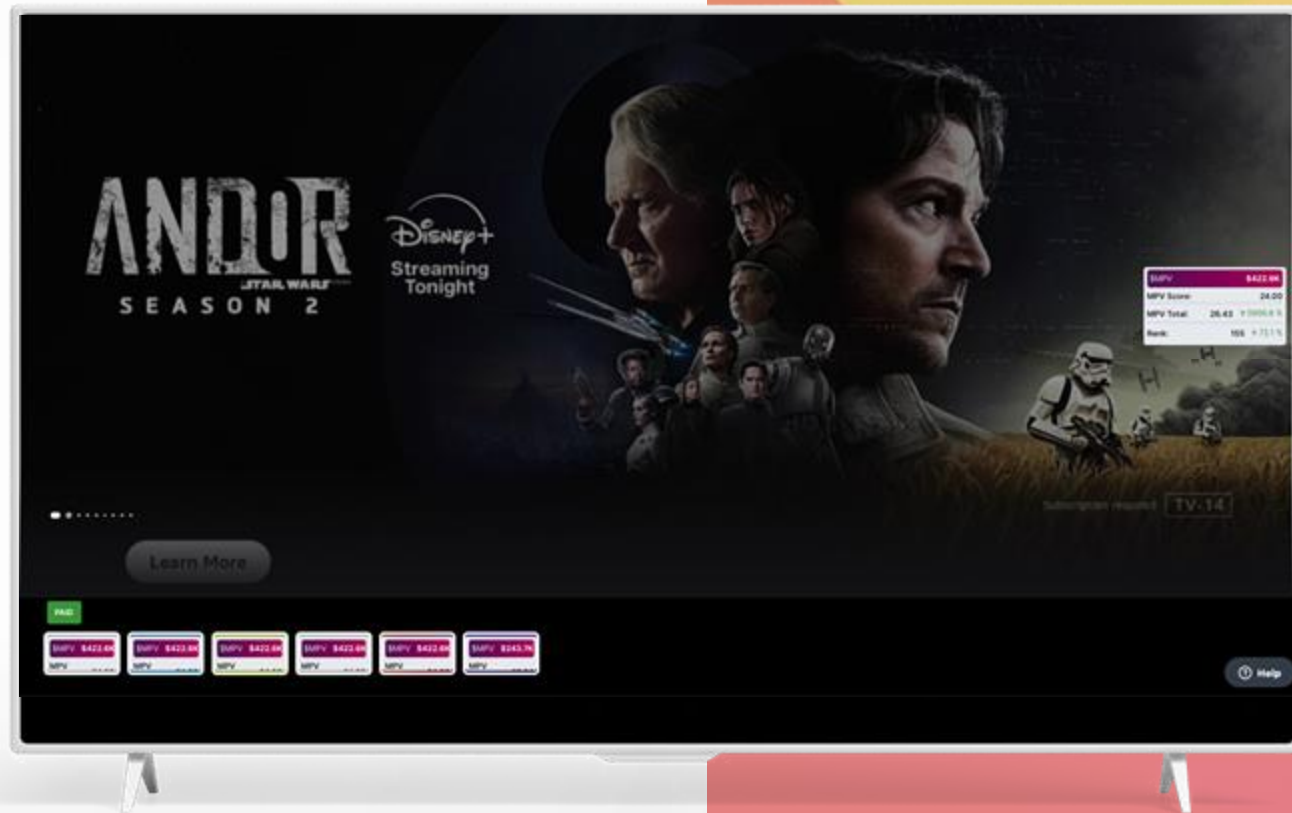 ANDOR
STAR WARS
SEASON 2
Disney+
Streaming
Tonight
$MPV $422.6K
MPV Score: 24.00
MPV Total: 26.43
Rank: 155
Subscription required TV-14
Learn More
PAID
$MPV $422.6K
MPV
$MPV $422.6K
MPV
$MPV $422.6K
MPV
$MPV $422.6K
MPV
$MPV $422.6K
MPV
$MPV $243.7K
MPV
Help